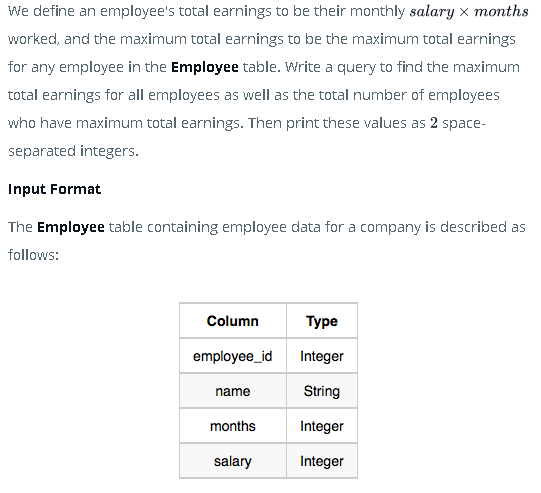 We define an employee's total earnings to be their monthly salary × months
worked, and the maximum total earnings to be the maximum total earnings
for any employee in the Employee table. Write a query to find the maximum
total earnings for all employees as well as the total number of employees
who have maximum total earnings. Then print these values as 2 space-
separated integers.
Input Format
The Employee table containing employee data for a company is described as
follows:
Column Type
employee_id Integer
name String
months Integer
salary Integer